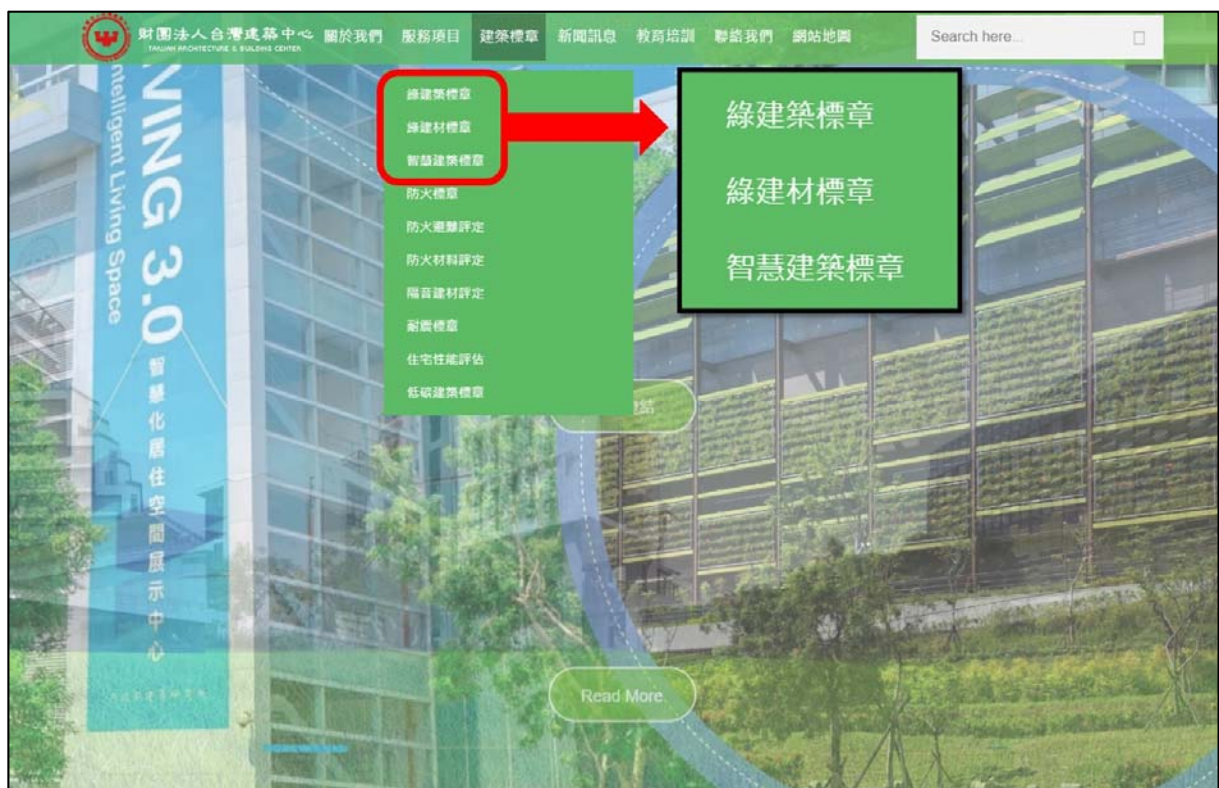 財團法人台灣建築中心
TAIWAN ARCHITECTURE & BUILDING CENTER
關於我們 服務項目 建築標章 新聞訊息 教育培訓 聯絡我們 網站地圖
Search here...
綠建築標章
綠建材標章
智慧建築標章
防火標章
防火避難評定
防火材料評定
隔音建材評定
耐震標章
住宅性能評估
低碳建築標章
綠建築標章
綠建材標章
智慧建築標章
LIVING 3.0
ntelligent Living Space
智慧化居住空間展示中心
結
Read More